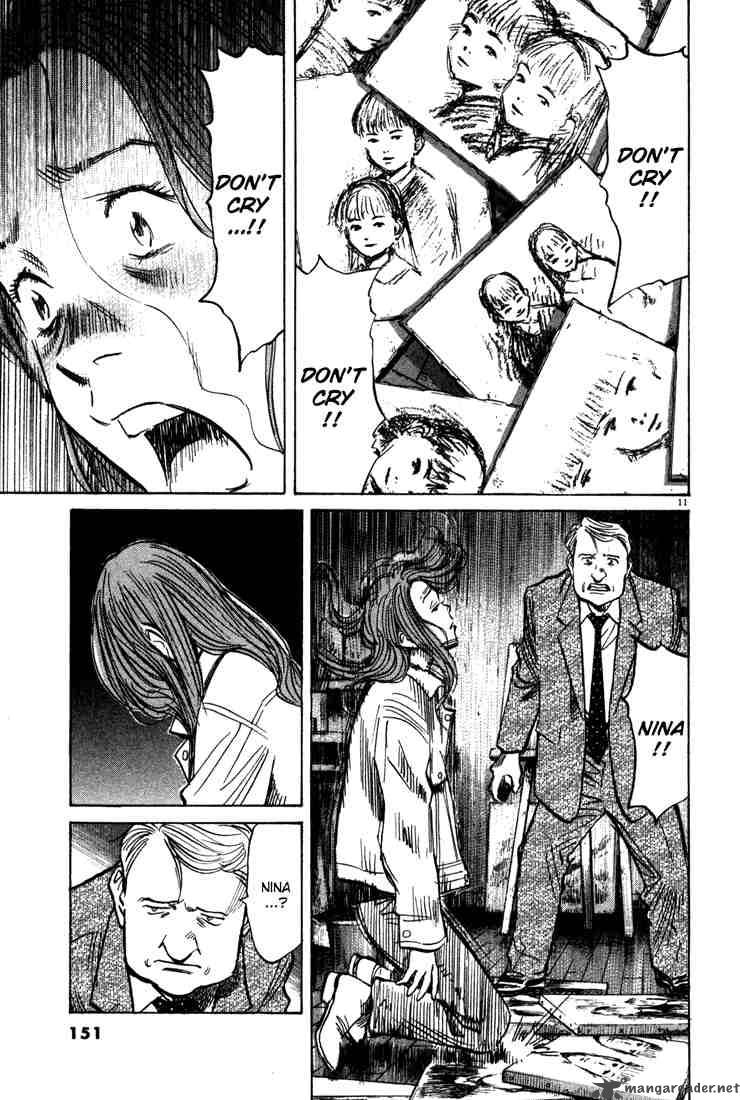 DON'T
CRY
!!
DON'T
CRY
!!
DON'T
CRY
...!!
11
NINA
!!
NINA
...?
151
mangareader.net